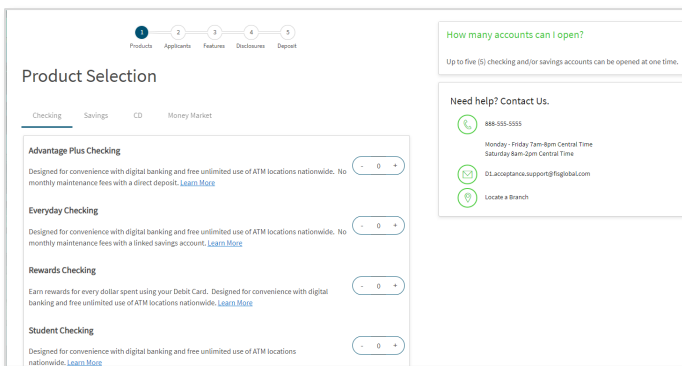 1 2 3 4 5
Products Applicants Features Disclosures Deposit
Product Selection
Checking Savings CD Money Market
Advantage Plus Checking
Designed for convenience with digital banking and free unlimited use of ATM locations nationwide. No
monthly maintenance fees with a direct deposit. Learn More
- 0 +
Everyday Checking
Designed for convenience with digital banking and free unlimited use of ATM locations nationwide. No
monthly maintenance fees with a linked savings account. Learn More
- 0 +
Rewards Checking
Earn rewards for every dollar spent using your Debit Card. Designed for convenience with digital
banking and free unlimited use of ATM locations nationwide. Learn More
- 0 +
Student Checking
Designed for convenience with digital banking and free unlimited use of ATM locations
nationwide. Learn More
- 0 +
How many accounts can I open?
Up to five (5) checking and/or savings accounts can be opened at one time.
Need help? Contact Us.
888-555-5555
Monday - Friday 7am-8pm Central Time
Saturday 8am-2pm Central Time
D1.acceptance.support@fisglobal.com
Locate a Branch